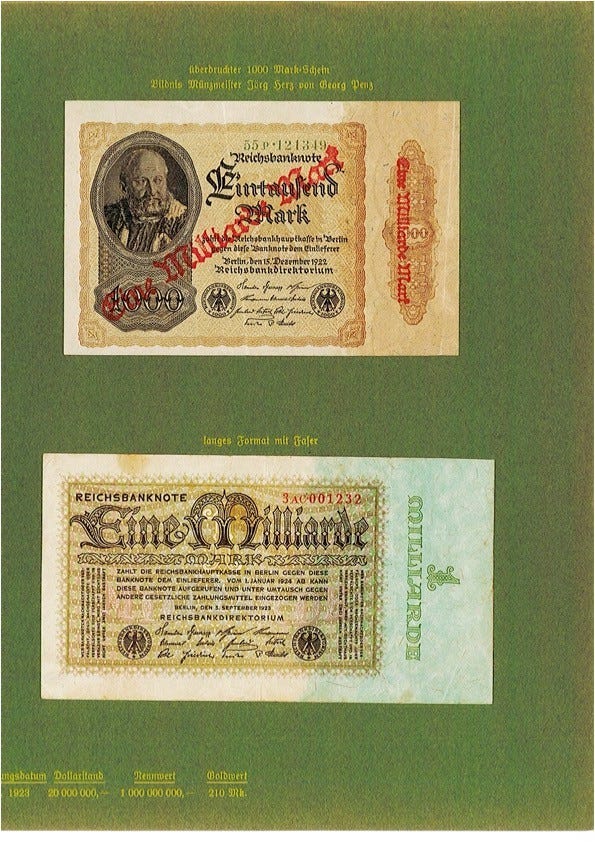 überdruckter 1000 Mark-Schein
Bildnis Münzmeister Jörg Herz von Georg Penz
55P·121349
Reichsbanknote
Eintausend
Mark
zahlt die Reichsbankhauptkasse in Berlin
gegen diese Banknote dem Einlieferer
Berlin, den 15. Dezember 1922
Reichsbankdirektorium
1000
Eine Milliarde Mark
Eine Milliarde Mark
langes Format mit Faser
REICHSBANKNOTE
3AC001232
Eine Milliarde
MARK
ZAHLT DIE REICHSBANKHAUPTKASSE IN BERLIN GEGEN DIESE
BANKNOTE DEM EINLIEFERER. VOM 1. JANUAR 1924 AB KANN
DIESE BANKNOTE AUFGERUFEN UND UNTER UMTAUSCH GEGEN
ANDERE GESETZLICHE ZAHLUNGSMITTEL EINGEZOGEN WERDEN
BERLIN, DEN 5. SEPTEMBER 1923
REICHSBANKDIREKTORIUM
1 MILLIARDE
ungsdatum Dollarstand Nennwert Goldwert
1923 20 000 000,— 1 000 000 000,— 210 Mk.